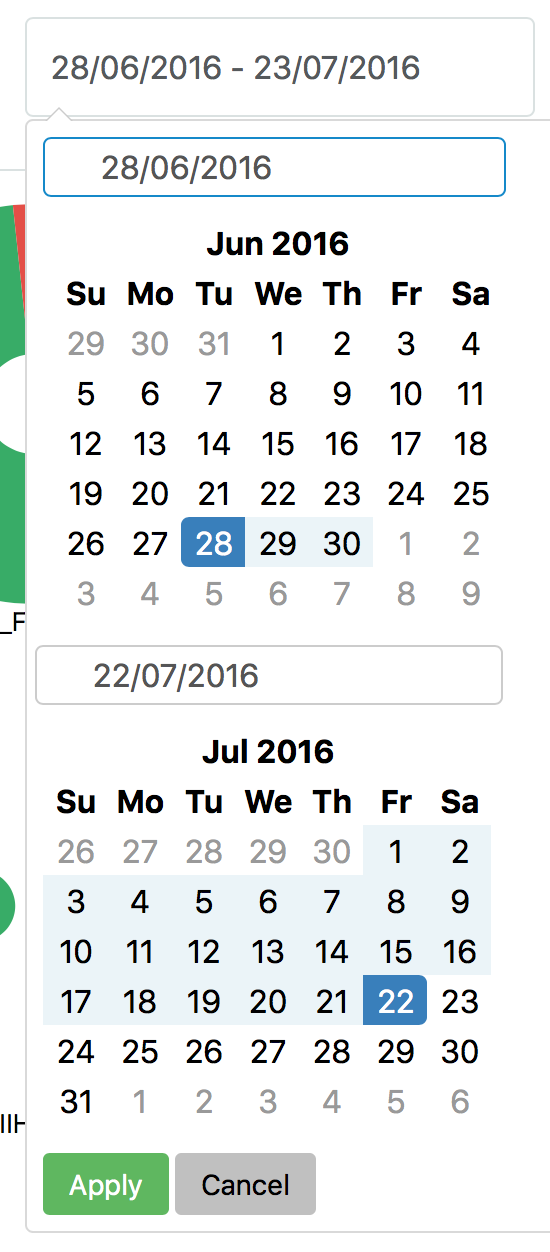 28/06/2016 - 23/07/2016
28/06/2016
Jun 2016
Su Mo Tu We Th Fr Sa
29 30 31 1 2 3 4
5 6 7 8 9 10 11
12 13 14 15 16 17 18
19 20 21 22 23 24 25
26 27 28 29 30 1 2
3 4 5 6 7 8 9
_F
22/07/2016
Jul 2016
Su Mo Tu We Th Fr Sa
26 27 28 29 30 1 2
3 4 5 6 7 8 9
10 11 12 13 14 15 16
17 18 19 20 21 22 23
24 25 26 27 28 29 30
31 1 2 3 4 5 6
Apply Cancel